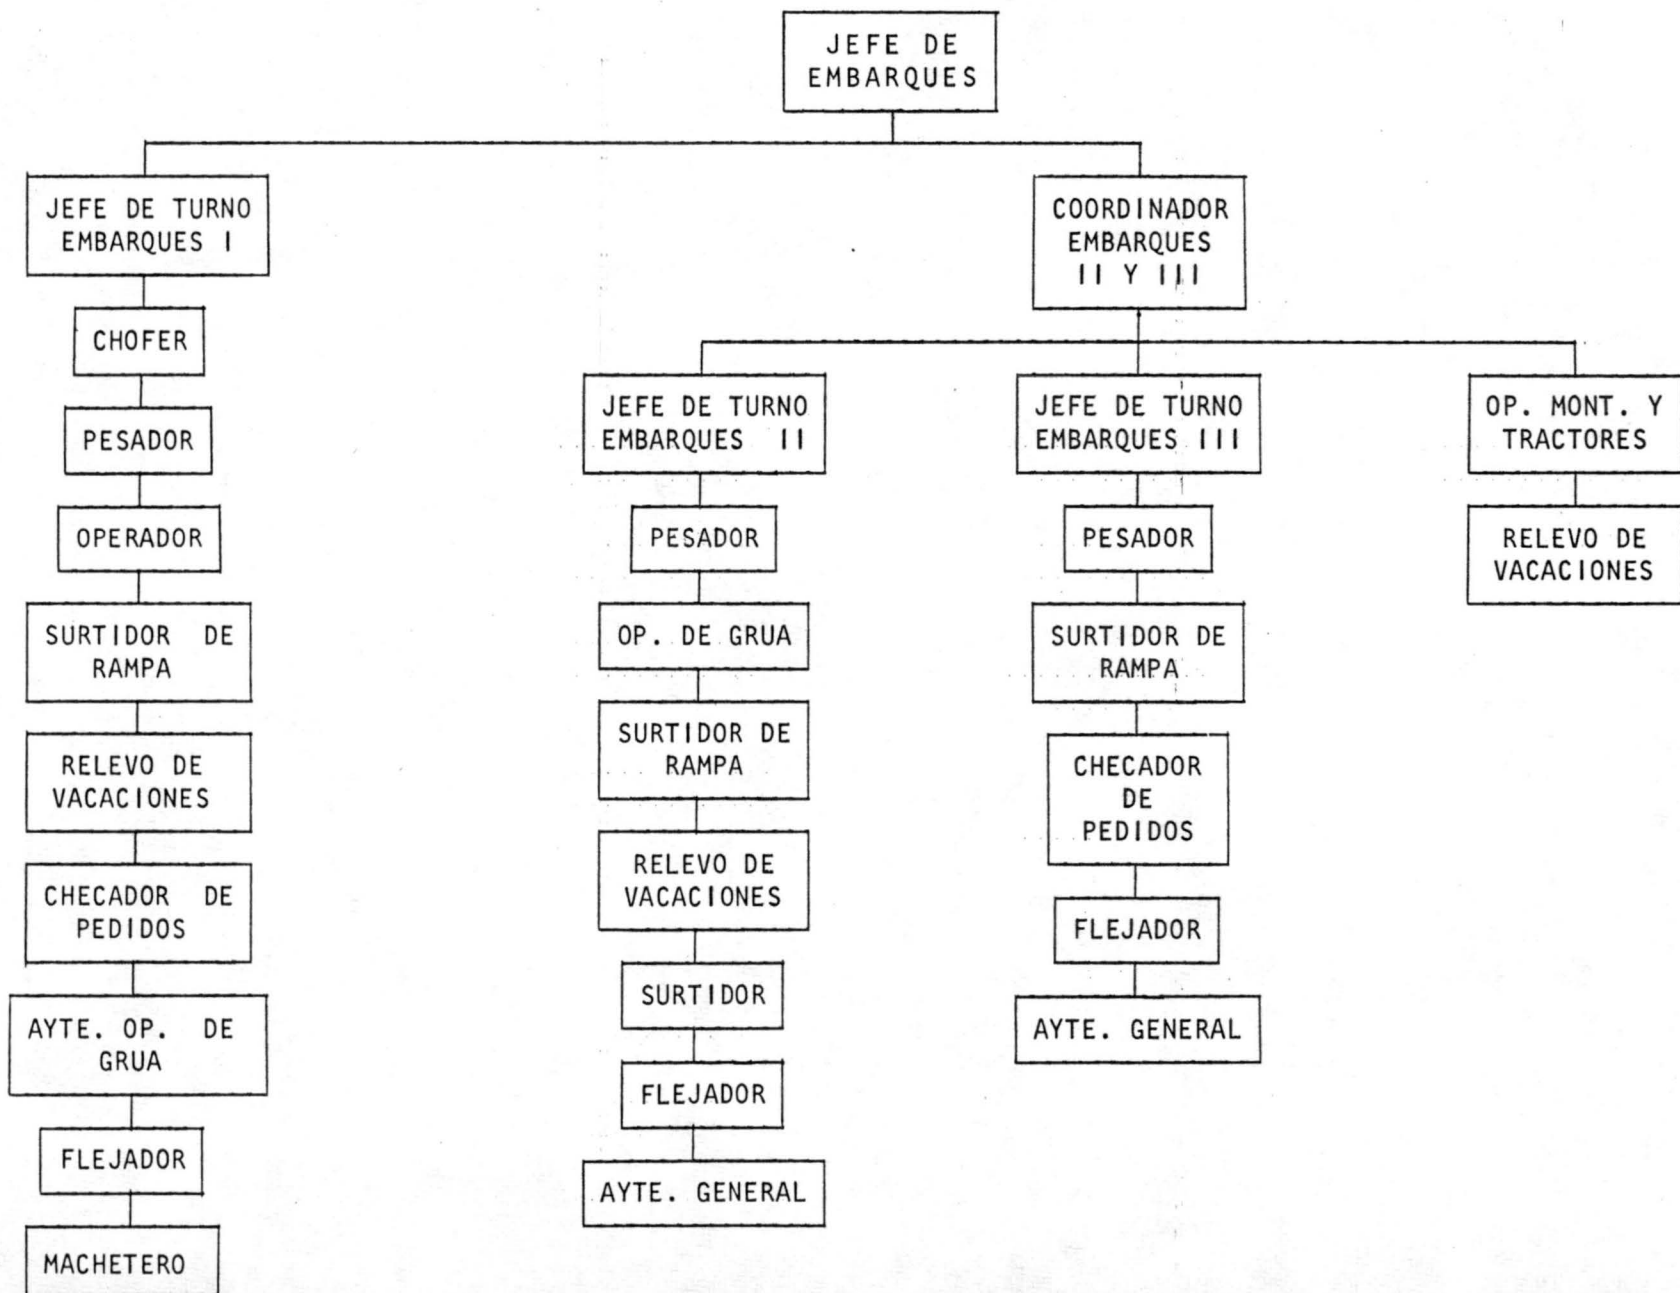 JEFE DE
EMBARQUES
JEFE DE TURNO
EMBARQUES I
CHOFER
PESADOR
OPERADOR
SURTIDOR DE
RAMPA
RELEVO DE
VACACIONES
CHECADOR DE
PEDIDOS
AYTE. OP. DE
GRUA
FLEJADOR
MACHETERO
COORDINADOR
EMBARQUES
II Y III
JEFE DE TURNO
EMBARQUES II
PESADOR
OP. DE GRUA
SURTIDOR DE
RAMPA
RELEVO DE
VACACIONES
SURTIDOR
FLEJADOR
AYTE. GENERAL
JEFE DE TURNO
EMBARQUES III
PESADOR
SURTIDOR DE
RAMPA
CHECADOR
DE
PEDIDOS
FLEJADOR
AYTE. GENERAL
OP. MONT. Y
TRACTORES
RELEVO DE
VACACIONES